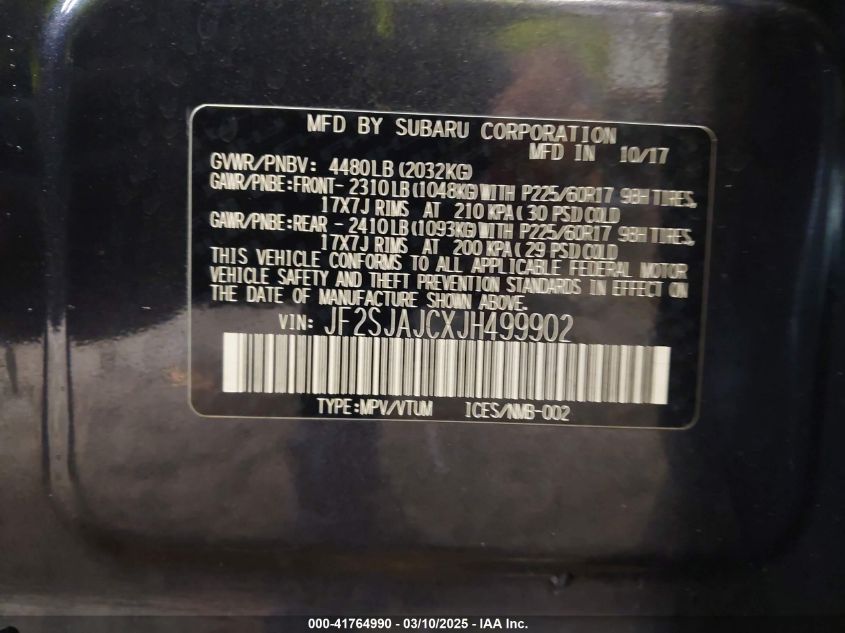 MFD BY SUBARU CORPORATION
MFD IN 10/17
GVWR/PNBV: 4480LB (2032KG)
GAWR/PNBE:FRONT- 2310LB(1048KG)WITH P225/60R17 98H TIRES,
17X7J RIMS AT 210 KPA( 30 PSI)COLD
GAWR/PNBE:REAR - 2410LB(1093KG)WITH P225/60R17 98H TIRES,
17X7J RIMS AT 200 KPA( 29 PSI)COLD
THIS VEHICLE CONFORMS TO ALL APPLICABLE FEDERAL MOTOR
VEHICLE SAFETY AND THEFT PREVENTION STANDARDS IN EFFECT ON
THE DATE OF MANUFACTURE SHOWN ABOVE.
VIN: JF2SJAJCXJH499902
TYPE:MPV/VTUM ICES/NMB-002
000-41764990 - 03/10/2025 - IAA Inc.